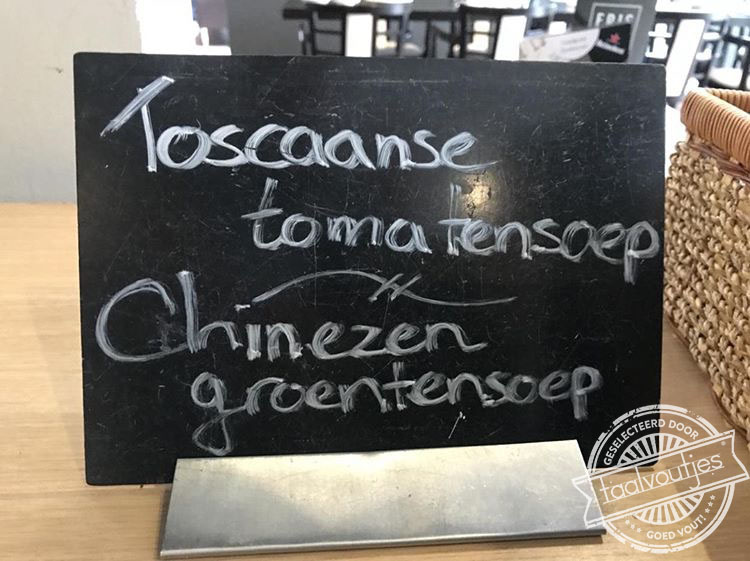 Toscaanse
tomatensoep
Chinezen
groentensoep
GESELECTEERD DOOR
taalvoutjes
GOED VOUT!